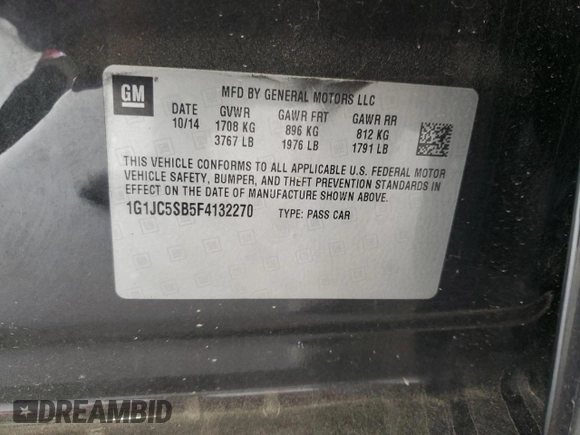 GM
MFD BY GENERAL MOTORS LLC
DATE GVWR GAWR FRT GAWR RR
10/14 1708 KG 896 KG 812 KG
3767 LB 1976 LB 1791 LB
THIS VEHICLE CONFORMS TO ALL APPLICABLE U.S. FEDERAL MOTOR
VEHICLE SAFETY, BUMPER, AND THEFT PREVENTION STANDARDS IN
EFFECT ON THE DATE OF MANUFACTURE SHOWN ABOVE.
1G1JC5SB5F4132270 TYPE: PASS CAR
DREAMBID